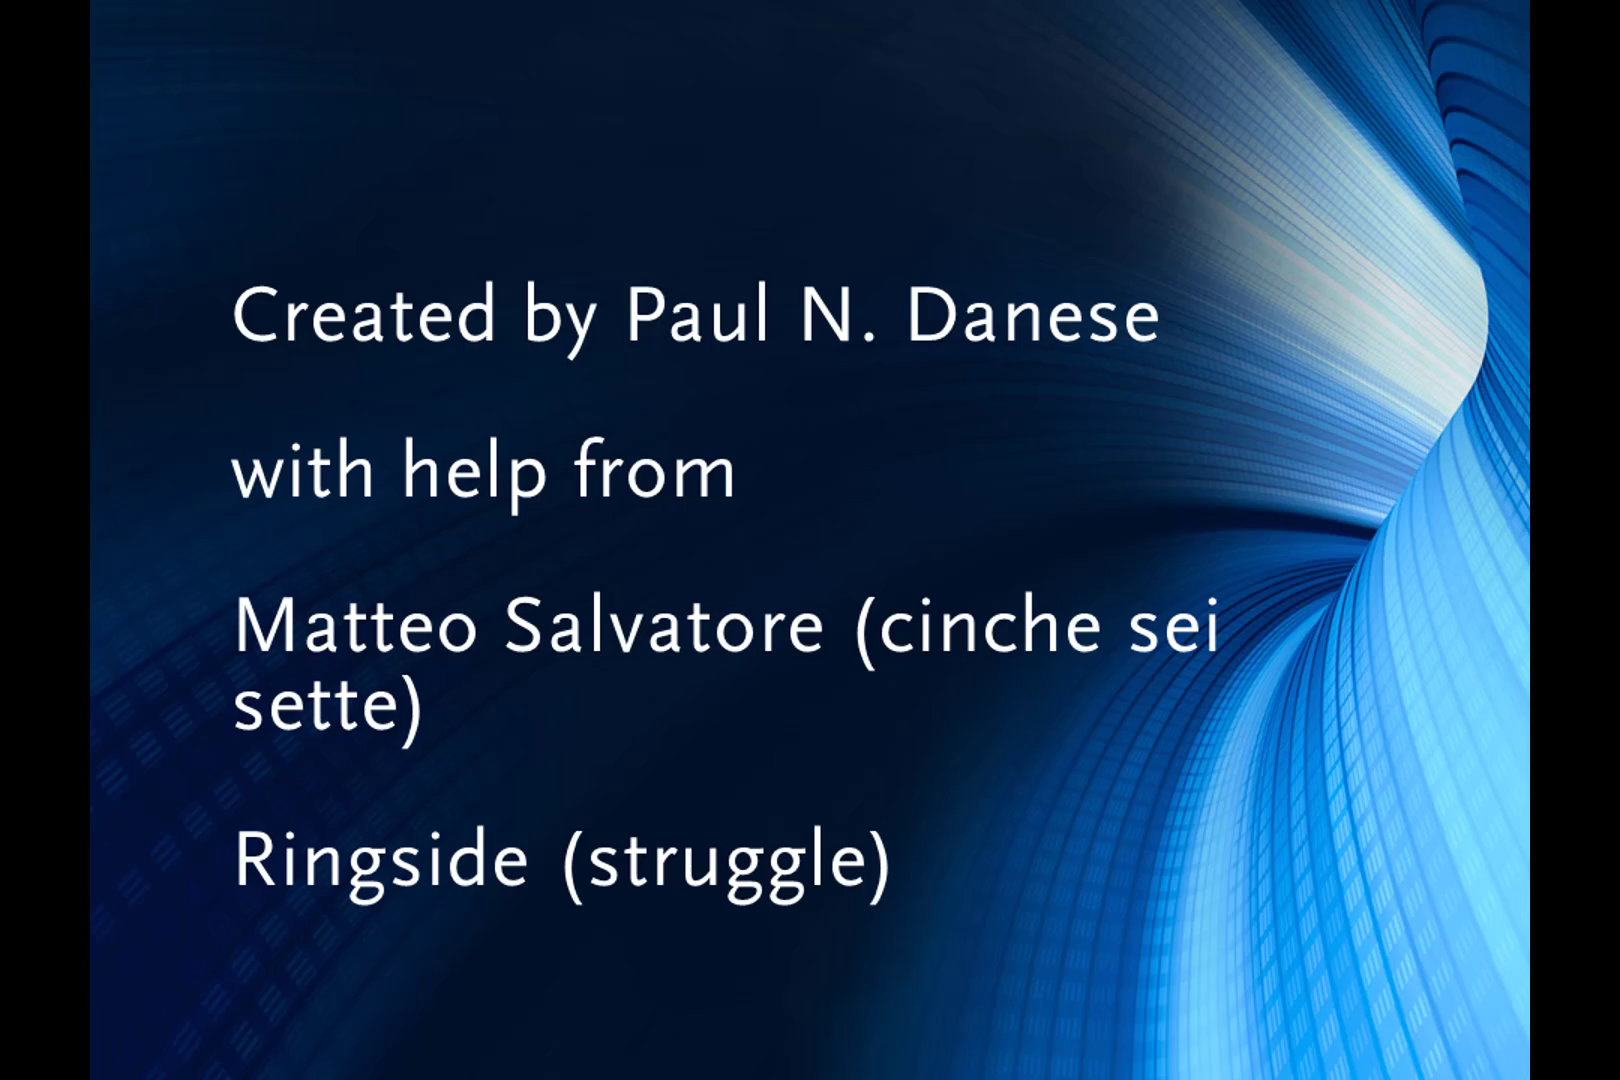 Created by Paul N. Danese
with help from
Matteo Salvatore (cinche sei
sette)
Ringside (struggle)